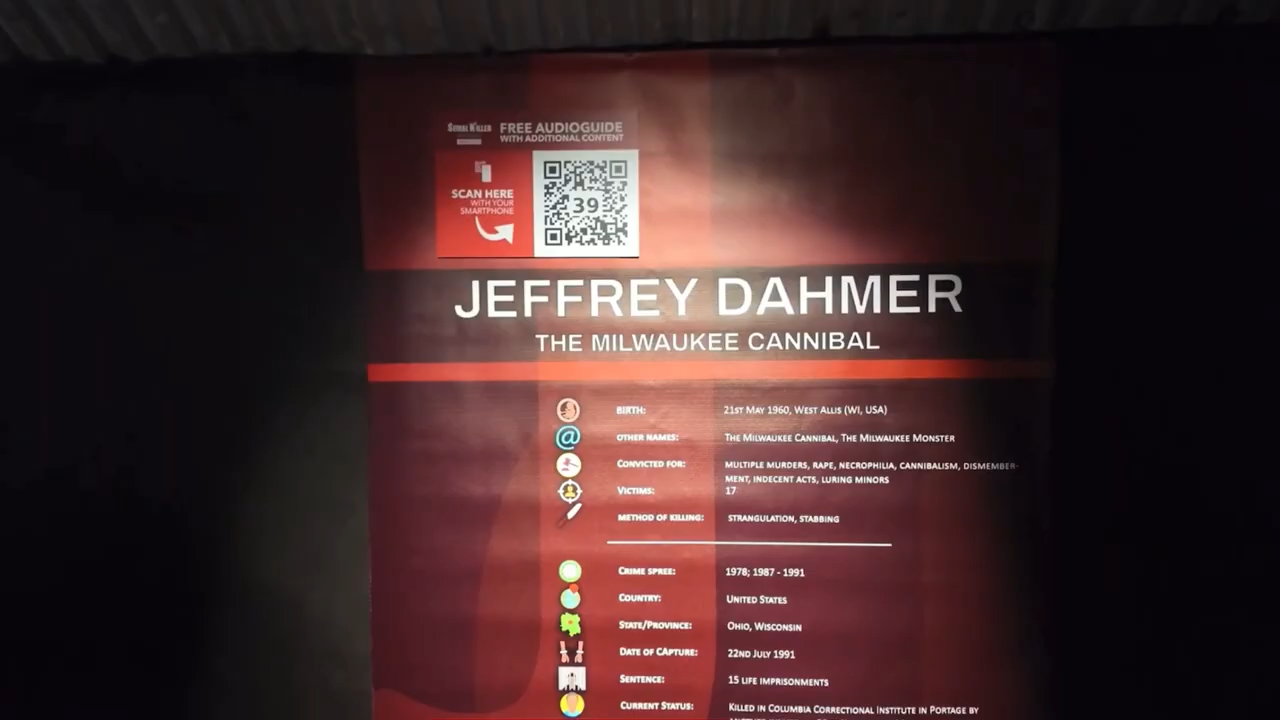 SERIAL KILLER
FREE AUDIOGUIDE
WITH ADDITIONAL CONTENT
SCAN HERE
WITH YOUR
SMARTPHONE
39
JEFFREY DAHMER
THE MILWAUKEE CANNIBAL
BIRTH: 21ST MAY 1960, WEST ALLIS (WI, USA)
OTHER NAMES: THE MILWAUKEE CANNIBAL, THE MILWAUKEE MONSTER
CONVICTED FOR: MULTIPLE MURDERS, RAPE, NECROPHILIA, CANNIBALISM, DISMEMBER-
MENT, INDECENT ACTS, LURING MINORS
VICTIMS: 17
METHOD OF KILLING: STRANGULATION, STABBING
CRIME SPREE: 1978; 1987 - 1991
COUNTRY: UNITED STATES
STATE/PROVINCE: OHIO, WISCONSIN
DATE OF CAPTURE: 22ND JULY 1991
SENTENCE: 15 LIFE IMPRISONMENTS
CURRENT STATUS: KILLED IN COLUMBIA CORRECTIONAL INSTITUTE IN PORTAGE BY